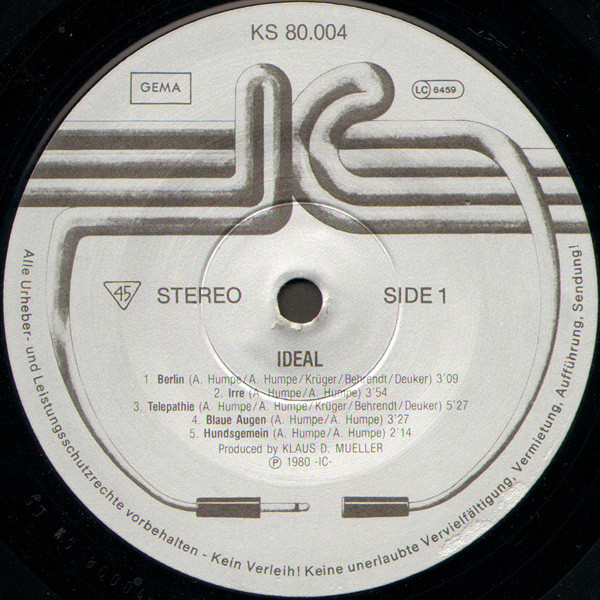 KS 80.004
GEMA
LC 6459
45
STEREO
SIDE 1
IDEAL
1. Berlin (A. Humpe/A. Humpe/Krüger/Behrendt/Deuker) 3'09
2. Irre (A. Humpe/A. Humpe) 3'54
3. Telepathie (A. Humpe/A. Humpe/Krüger/Behrendt/Deuker) 5'27
4. Blaue Augen (A. Humpe/A. Humpe) 3'27
5. Hundsgemein (A. Humpe/A. Humpe) 2'14
Produced by KLAUS D. MUELLER
℗ 1980 -IC-
Alle Urheber- und Leistungsschutzrechte vorbehalten - Kein Verleih! Keine unerlaubte Vervielfältigung, Vermietung, Aufführung, Sendung!